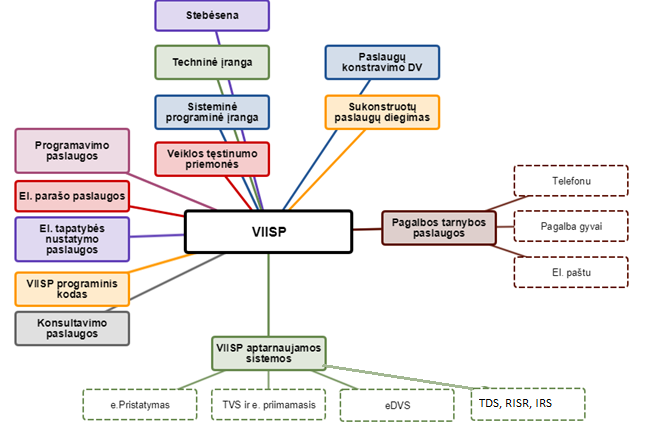 Stebėsena
Techninė įranga
Paslaugų
konstravimo DV
Sisteminė
programinė įranga
Sukonstruotų
paslaugų diegimas
Programavimo
paslaugos
Veiklos tęstinumo
priemonės
El. parašo paslaugos
Telefonu
El. tapatybės
nustatymo
paslaugos
VIISP
Pagalbos tarnybos
paslaugos
Pagalba gyvai
VIISP programinis
kodas
El. paštu
Konsultavimo
paslaugos
VIISP aptarnaujamos
sistemos
e.Pristatymas
TVS ir e. priimamasis
eDVS
TDS, RISR, IRS